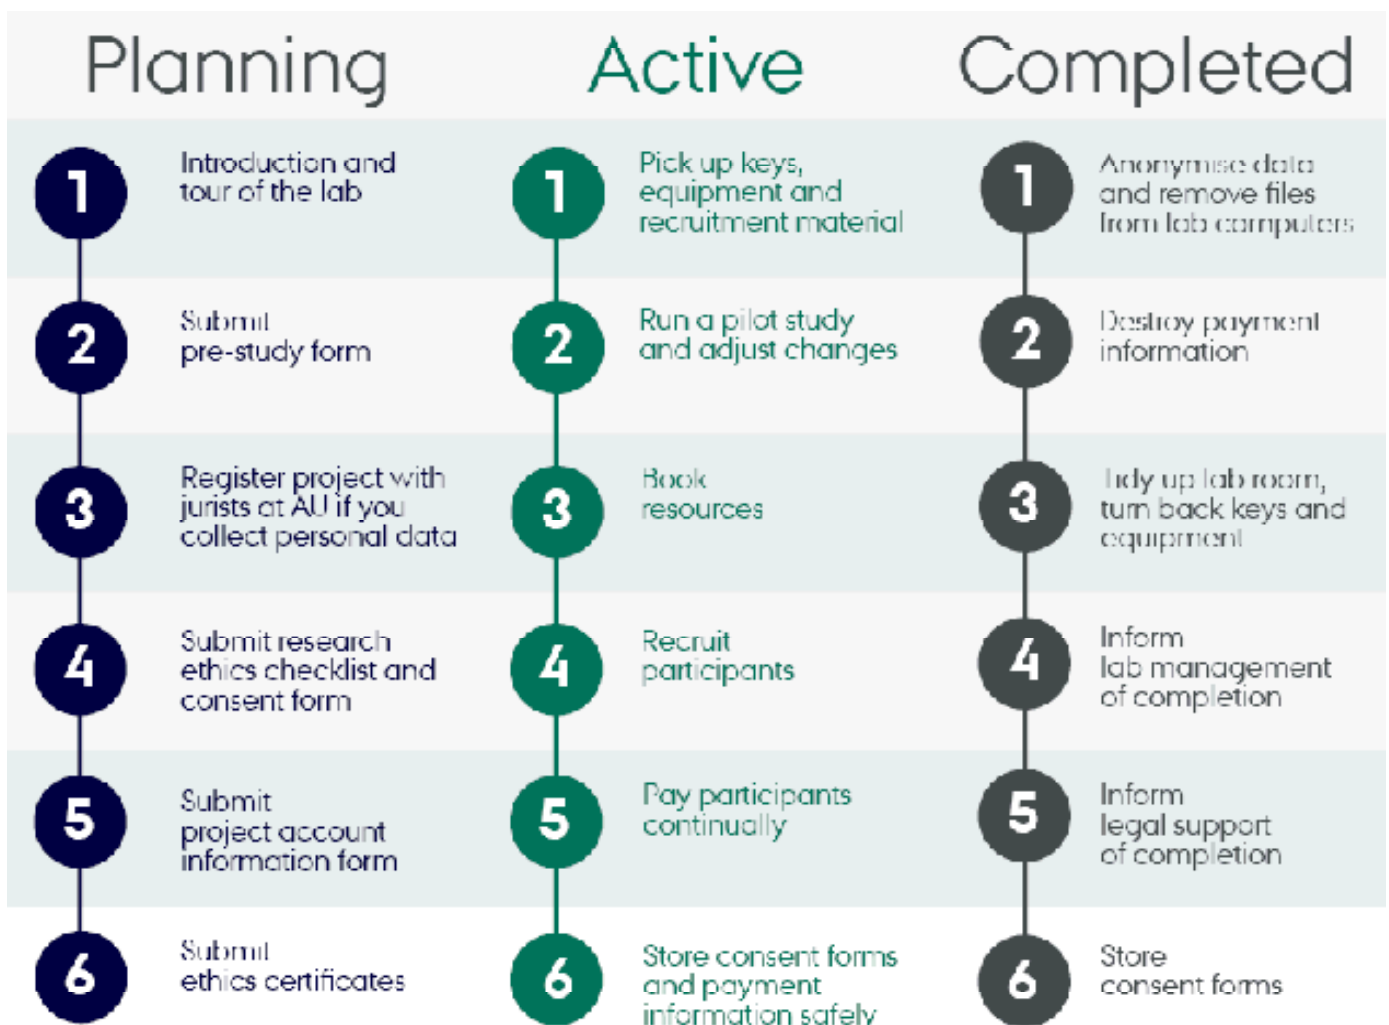 Planning
1
Introduction and
tour of the lab
2
Submit
pre-study form
3
Register project with
jurists at AU if you
collect personal data
4
Submit research
ethics checklist and
consent form
5
Submit
project account
information form
6
Submit
ethics certificates
Active
1
Pick up keys,
equipment and
recruitment material
2
Run a pilot study
and adjust changes
3
Book
resources
4
Recruit
participants
5
Pay participants
continually
6
Store consent forms
and payment
information safely
Completed
1
Anonymise data
and remove files
from lab computers
2
Destroy payment
information
3
Tidy up lab room,
turn back keys and
equipment
4
Inform
lab management
of completion
5
Inform
legal support
of completion
6
Store
consent forms